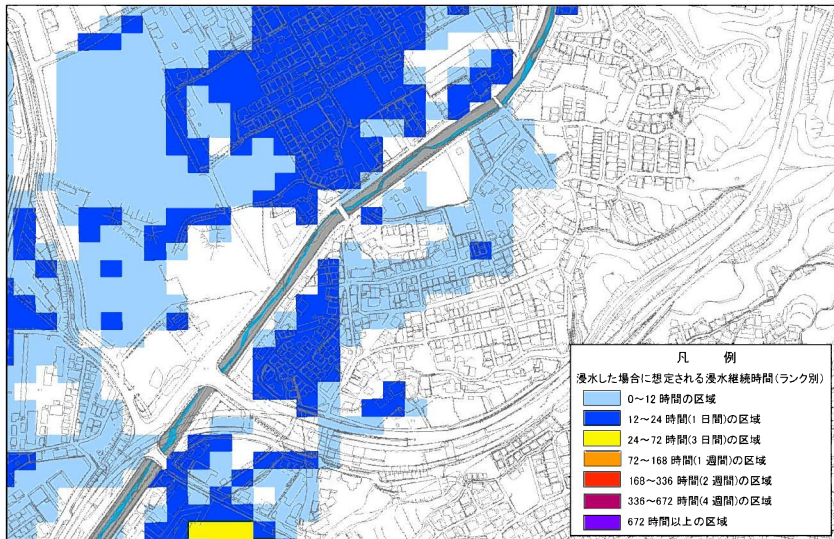 凡 例
浸水した場合に想定される浸水継続時間(ランク別)
0～12 時間の区域
12～24 時間(1 日間)の区域
24～72 時間(3 日間)の区域
72～168 時間(1 週間)の区域
168～336 時間(2 週間)の区域
336～672 時間(4 週間)の区域
672 時間以上の区域